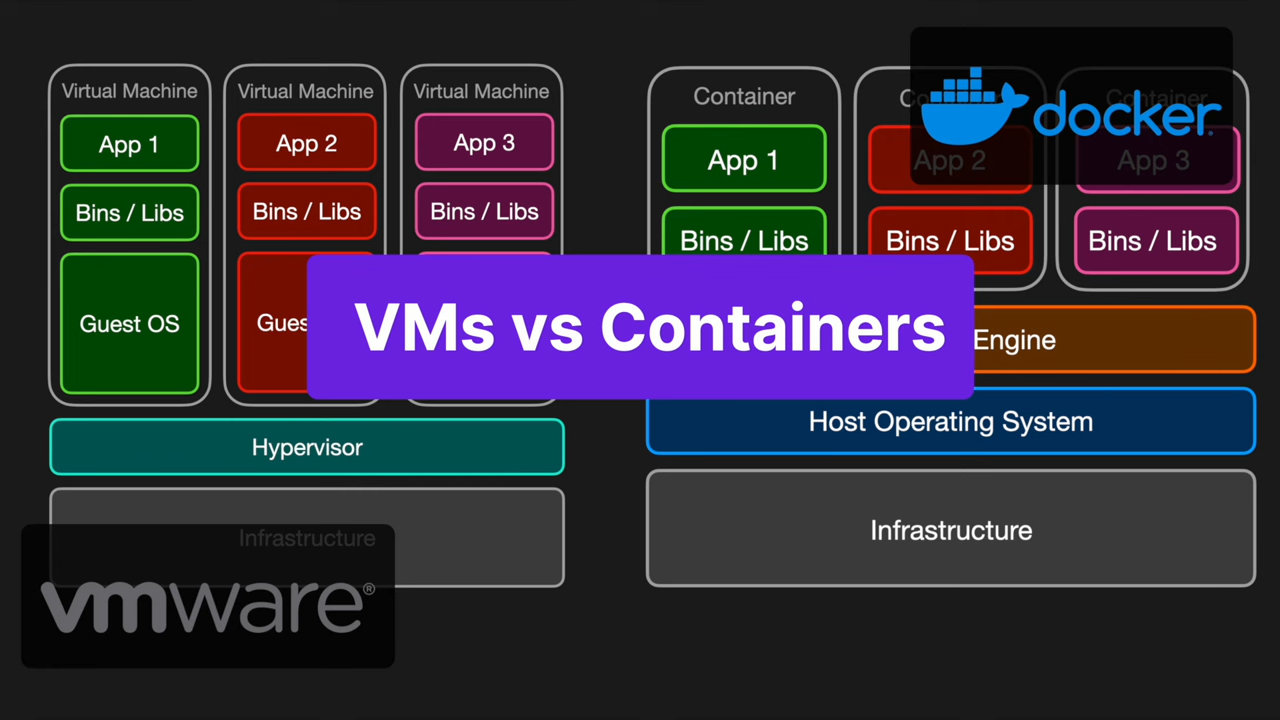 Virtual Machine
App 1
Bins / Libs
Guest OS
Virtual Machine
App 2
Bins / Libs
Virtual Machine
App 3
Bins / Libs
Hypervisor
Infrastructure
vmware®
VMs vs Containers
Container
App 1
Bins / Libs
App 2
Bins / Libs
Container
App 3
Bins / Libs
docker.
Engine
Host Operating System
Infrastructure